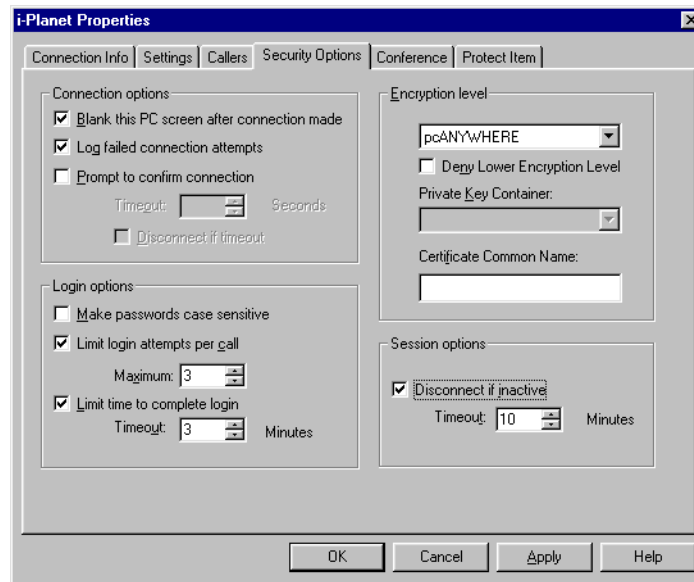 i-Planet Properties
Connection Info Settings Callers Security Options Conference Protect Item
Connection options
Blank this PC screen after connection made
Log failed connection attempts
Prompt to confirm connection
Timeout: Seconds
Disconnect if timeout
Login options
Make passwords case sensitive
Limit login attempts per call
Maximum: 3
Limit time to complete login
Timeout: 3 Minutes
Encryption level
pcANYWHERE
Deny Lower Encryption Level
Private Key Container:
Certificate Common Name:
Session options
Disconnect if inactive
Timeout: 10 Minutes
OK Cancel Apply Help